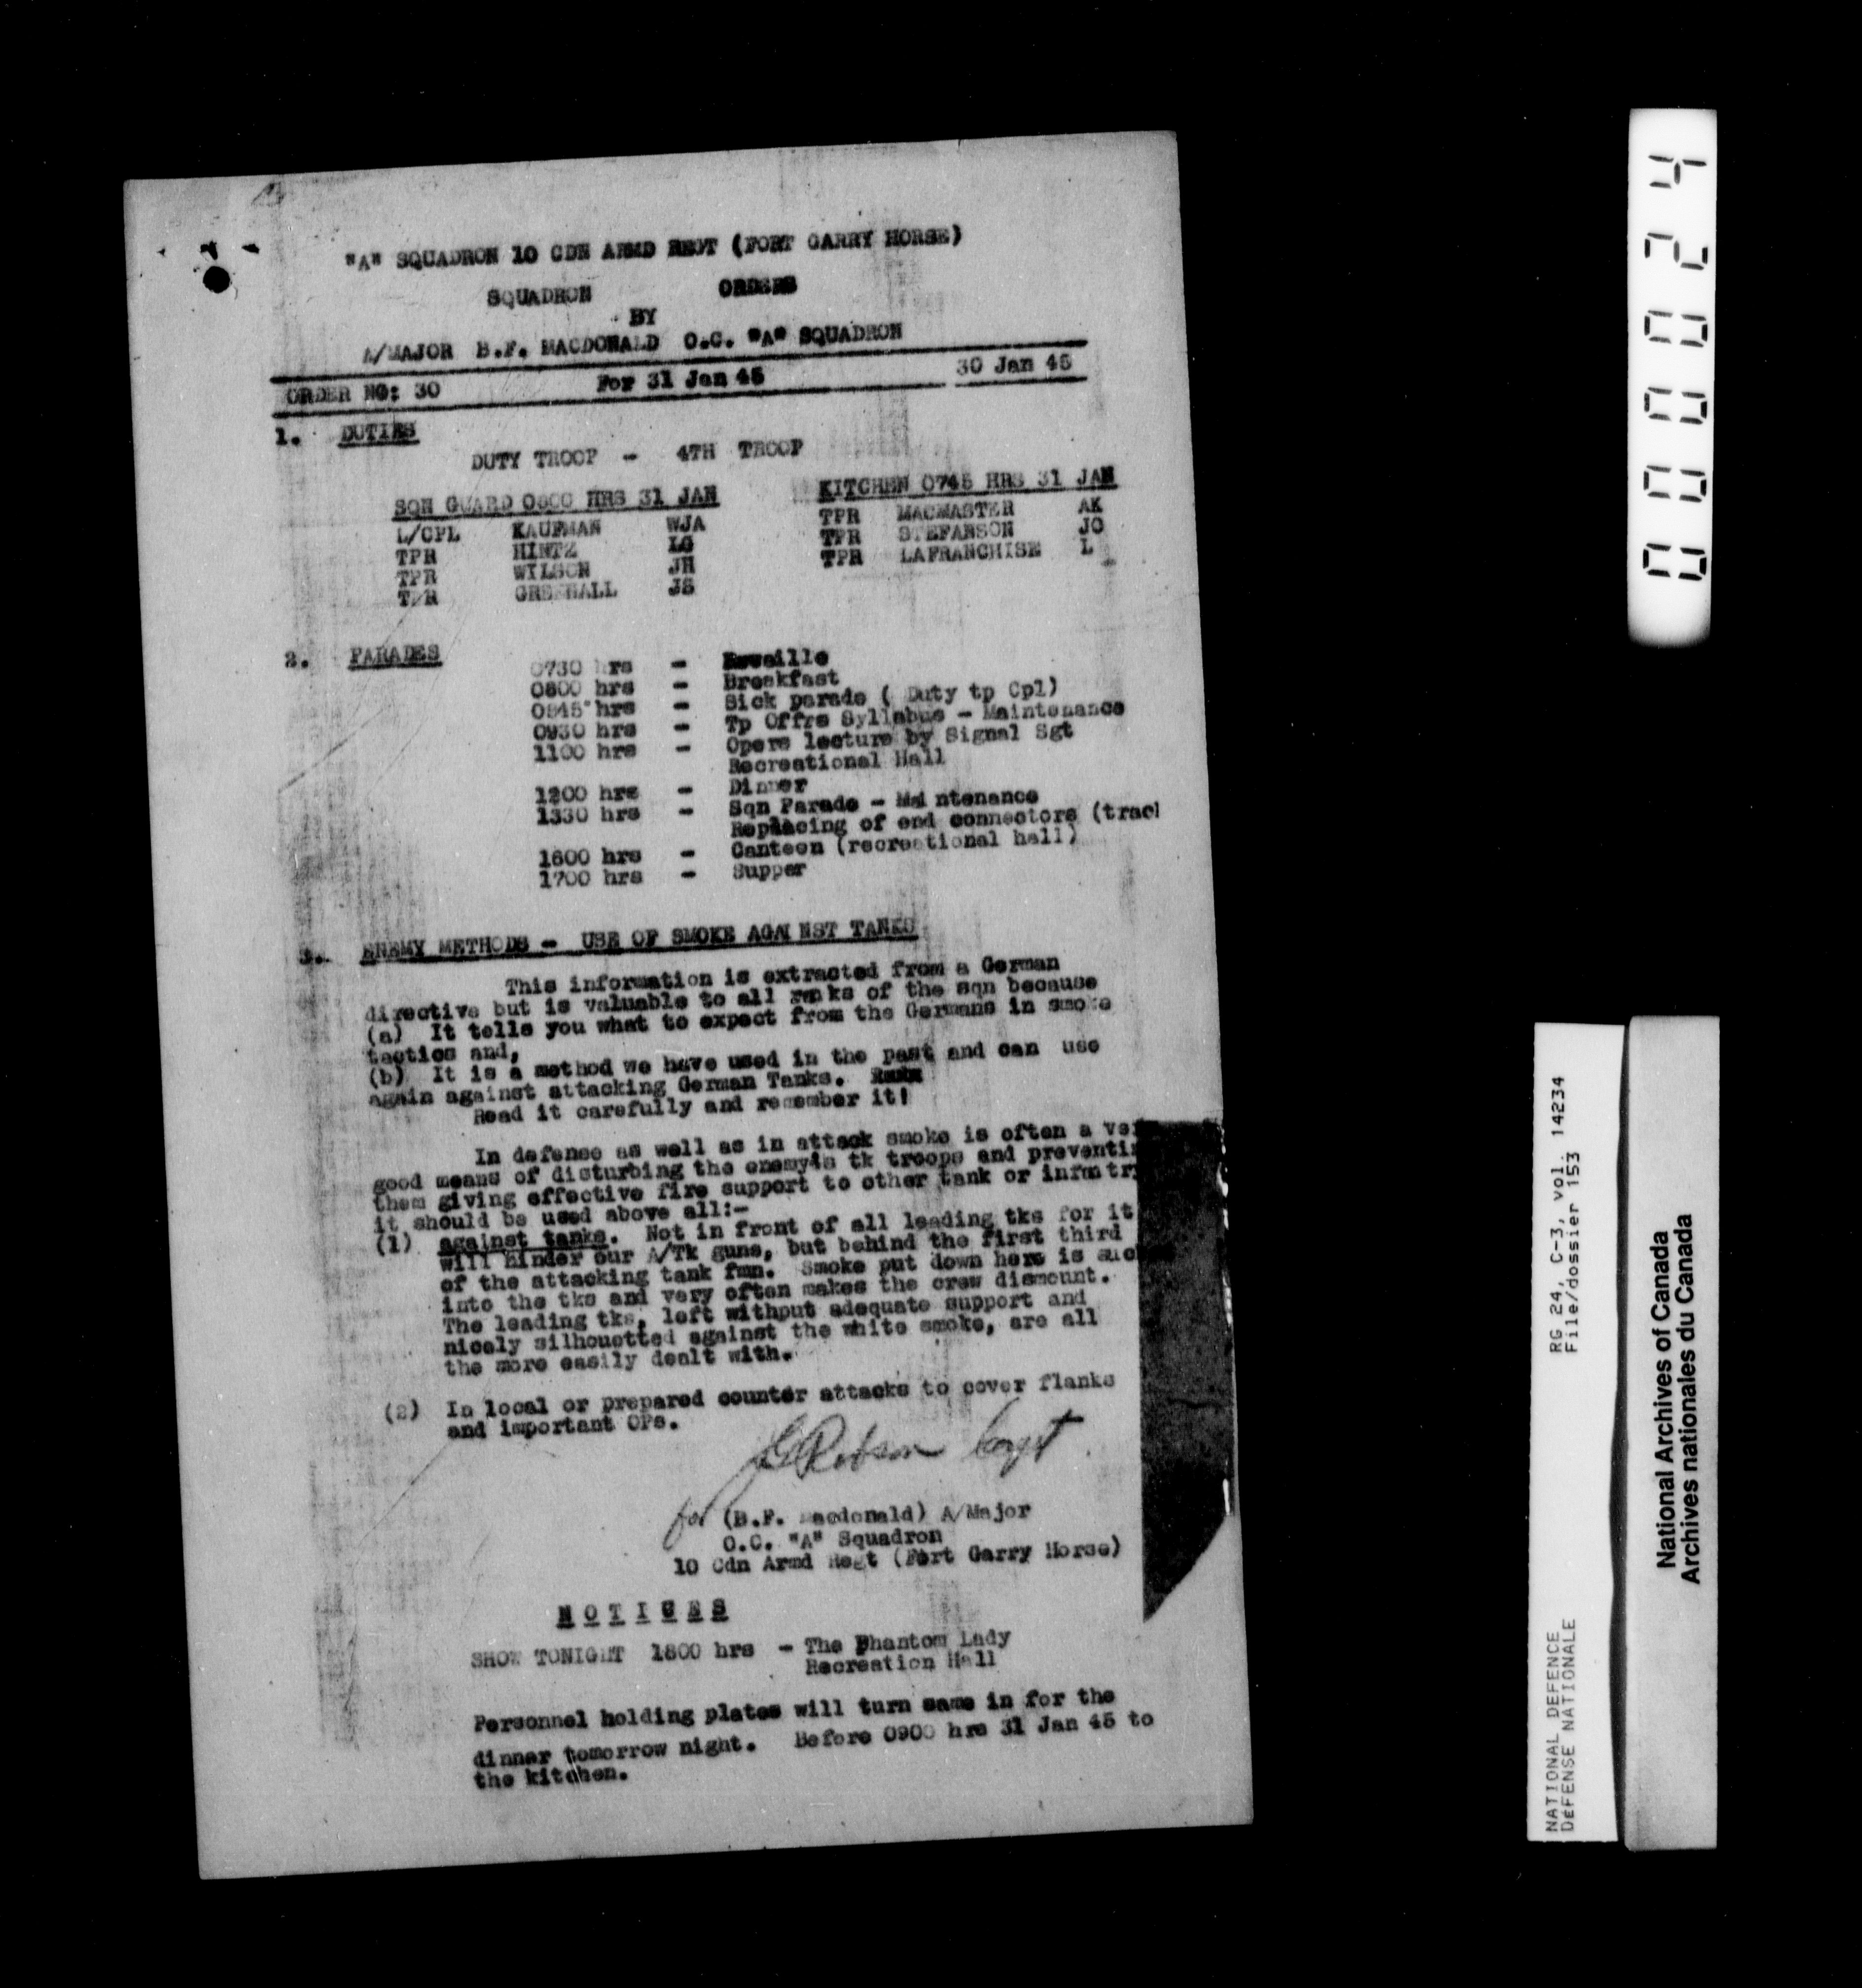 "A" SQUADRON 10 CDN ARMD REGT (FORT GARRY HORSE)
SQUADRON ORDERS
BY
A/MAJOR B.F. MACDONALD O.C. "A" SQUADRON
ORDER NO: 30 For 31 Jan 45 30 Jan 45
1. DUTIES
DUTY TROOP - 4TH TROOP
SQN GUARD 0800 HRS 31 JAN
L/CPL KAUFMAN WJA
TPR HINTZ LG
TPR WILSON JH
TPR JS
KITCHEN 0745 HRS 31 JAN
TPR MACMASTER AK
TPR STEFANSON JO
TPR LAFRANCHISE L
2. PARADES
0730 hrs - Reveille
0800 hrs - Breakfast
0845 hrs - Sick parade ( Duty tp Cpl)
0930 hrs - Tp Offrs Syllabus - Maintenance
1100 hrs - Opers lecture by Signal Sgt
Recreational Hall
1200 hrs - Dinner
1330 hrs - Sqn Parade - Mai ntenance
Replacing of end connectors (trac
1600 hrs - Canteen (recreational hall)
1700 hrs - Supper
3. ENEMY METHODS - USE OF SMOKE AGAI NST TANKS
This information is extracted from a German
directive but is valuable to all ranks of the sqn because
(a) It tells you what to expect from the Germans in smoke
tactics and,
(b) It is a method we have used in the past and can use
again against attacking German Tanks.
Read it carefully and remember it!
In defense as well as in attack smoke is often a ve
good means of disturbing the enemy4s tk troops and preventin
them giving effective fire support to other tank or infantr
it should be used above all:-
(1) against tanks. Not in front of all leading tks for it
will hinder our A/Tk guns, but behind the first third
of the attacking tank fmn. Smoke put down here is suc
into the tks and very often makes the crew dismount.
The leading tks, left withput adequate support and
nicely silhouetted against the white smoke, are all
the more easily dealt with.
(2) In local or prepared counter attacks to cover flanks
and important OPs.
Robson Capt
for (B.F. Macdonald) A/Major
O.C. "A" Squadron
10 Cdn Armd Regt (Fort Garry Horse)
NOTICES
SHOW TONIGHT 1800 hrs - The Phantom Lady
Recreation Hall
Personnel holding plates will turn same in for the
dinner tomorrow night. Before 0900 hrs 31 Jan 45 to
the kitchen.
000024
RG 24, C-3, vol. 14234
File/dossier 153
NATIONAL DEFENCE
DÉFENSE NATIONALE
National Archives of Canada
Archives nationales du Canada